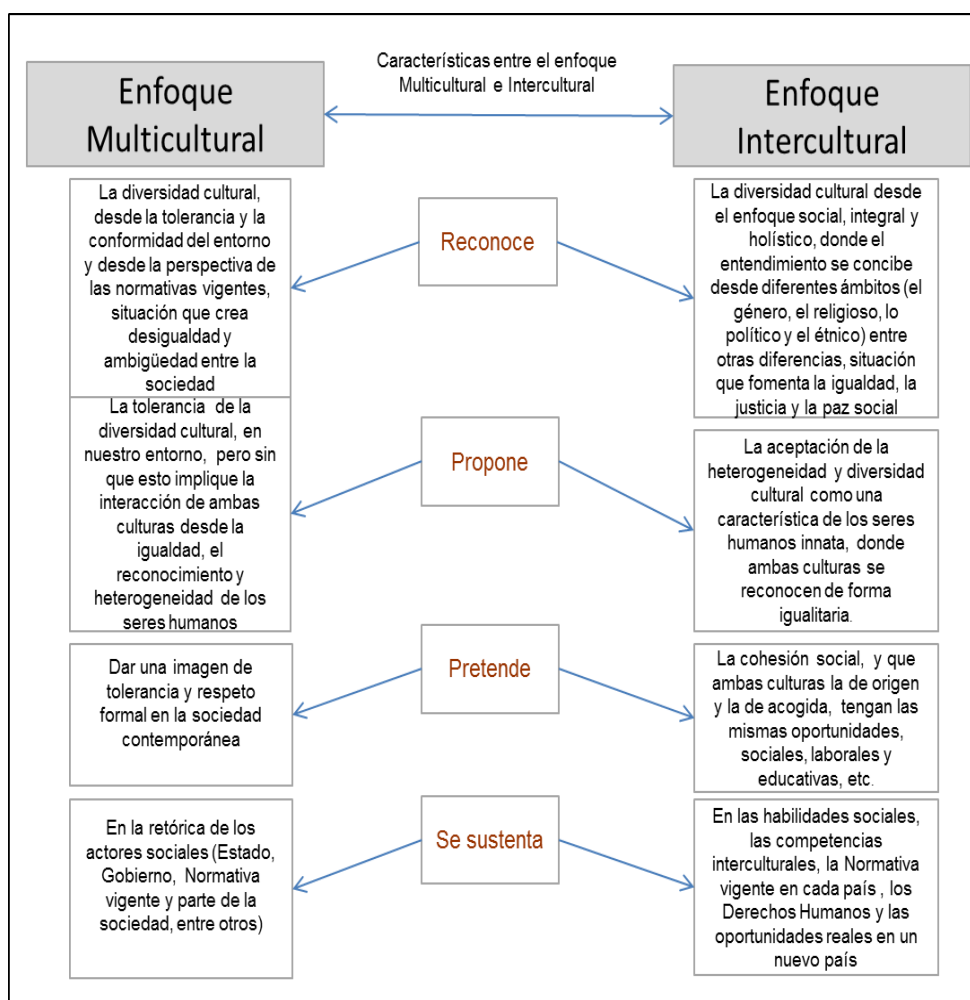 Características entre el enfoque
Multicultural e Intercultural
Enfoque
Multicultural
Enfoque
Intercultural
Reconoce
La diversidad cultural,
desde la tolerancia y la
conformidad del entorno
y desde la perspectiva de
las normativas vigentes,
situación que crea
desigualdad y
ambigüedad entre la
sociedad
La diversidad cultural desde
el enfoque social, integral y
holístico, donde el
entendimiento se concibe
desde diferentes ámbitos (el
género, el religioso, lo
político y el étnico) entre
otras diferencias, situación
que fomenta la igualdad, la
justicia y la paz social
Propone
La tolerancia de la
diversidad cultural, en
nuestro entorno, pero sin
que esto implique la
interacción de ambas
culturas desde la
igualdad, el
reconocimiento y
heterogeneidad de los
seres humanos
La aceptación de la
heterogeneidad y diversidad
cultural como una
característica de los seres
humanos innata, donde
ambas culturas se
reconocen de forma
igualitaria.
Pretende
Dar una imagen de
tolerancia y respeto
formal en la sociedad
contemporánea
La cohesión social, y que
ambas culturas la de origen
y la de acogida, tengan las
mismas oportunidades,
sociales, laborales y
educativas, etc.
Se sustenta
En la retórica de los
actores sociales (Estado,
Gobierno, Normativa
vigente y parte de la
sociedad, entre otros)
En las habilidades sociales,
las competencias
interculturales, la Normativa
vigente en cada país , los
Derechos Humanos y las
oportunidades reales en un
nuevo país